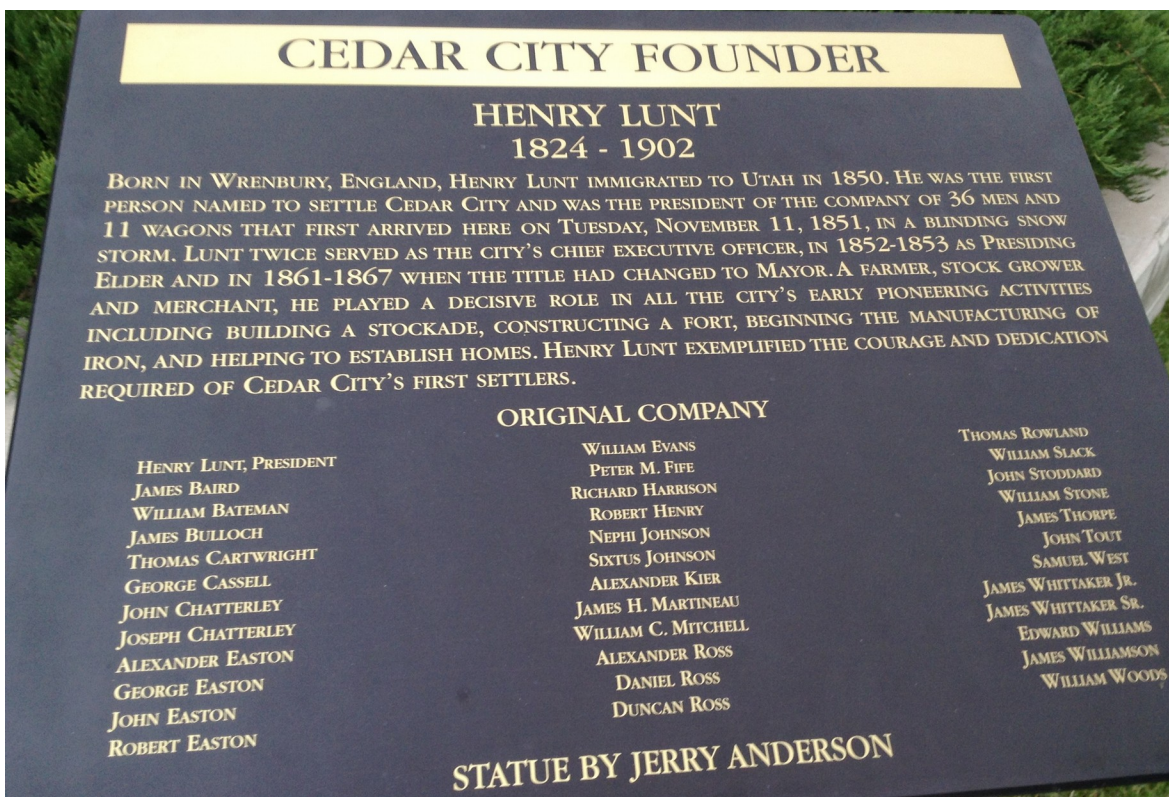 CEDAR CITY FOUNDER
HENRY LUNT
1824 - 1902
BORN IN WRENBURY, ENGLAND, HENRY LUNT IMMIGRATED TO UTAH IN 1850. HE WAS THE FIRST
PERSON NAMED TO SETTLE CEDAR CITY AND WAS THE PRESIDENT OF THE COMPANY OF 36 MEN AND
11 WAGONS THAT FIRST ARRIVED HERE ON TUESDAY, NOVEMBER 11, 1851, IN A BLINDING SNOW
STORM. LUNT TWICE SERVED AS THE CITY'S CHIEF EXECUTIVE OFFICER, IN 1852-1853 AS PRESIDING
ELDER AND IN 1861-1867 WHEN THE TITLE HAD CHANGED TO MAYOR. A FARMER, STOCK GROWER
AND MERCHANT, HE PLAYED A DECISIVE ROLE IN ALL THE CITY'S EARLY PIONEERING ACTIVITIES
INCLUDING BUILDING A STOCKADE, CONSTRUCTING A FORT, BEGINNING THE MANUFACTURING OF
IRON, AND HELPING TO ESTABLISH HOMES. HENRY LUNT EXEMPLIFIED THE COURAGE AND DEDICATION
REQUIRED OF CEDAR CITY'S FIRST SETTLERS.
ORIGINAL COMPANY
HENRY LUNT, PRESIDENT
JAMES BAIRD
WILLIAM BATEMAN
JAMES BULLOCH
THOMAS CARTWRIGHT
GEORGE CASSELL
JOHN CHATTERLEY
JOSEPH CHATTERLEY
ALEXANDER EASTON
GEORGE EASTON
JOHN EASTON
ROBERT EASTON
WILLIAM EVANS
PETER M. FIFE
RICHARD HARRISON
ROBERT HENRY
NEPHI JOHNSON
SIXTUS JOHNSON
ALEXANDER KIER
JAMES H. MARTINEAU
WILLIAM C. MITCHELL
ALEXANDER ROSS
DANIEL ROSS
DUNCAN ROSS
THOMAS ROWLAND
WILLIAM SLACK
JOHN STODDARD
WILLIAM STONE
JAMES THORPE
JOHN TOUT
SAMUEL WEST
JAMES WHITTAKER JR.
JAMES WHITTAKER SR.
EDWARD WILLIAMS
JAMES WILLIAMSON
WILLIAM WOODS
STATUE BY JERRY ANDERSON